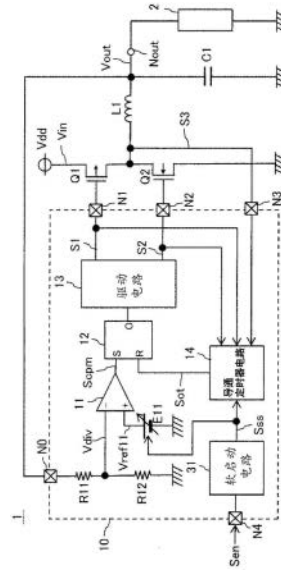 1
10
N0
R11
R12
Vdiv
Vref11
E11
11
Scpm
12
S
R
O
13
驱动电路
S1
S2
N1
N2
Vdd
Vin
Q1
Q2
L1
Vout
Nout
2
C1
S3
N3
14
导通定时器电路
Sot
Sss
31
软启动电路
N4
Sen